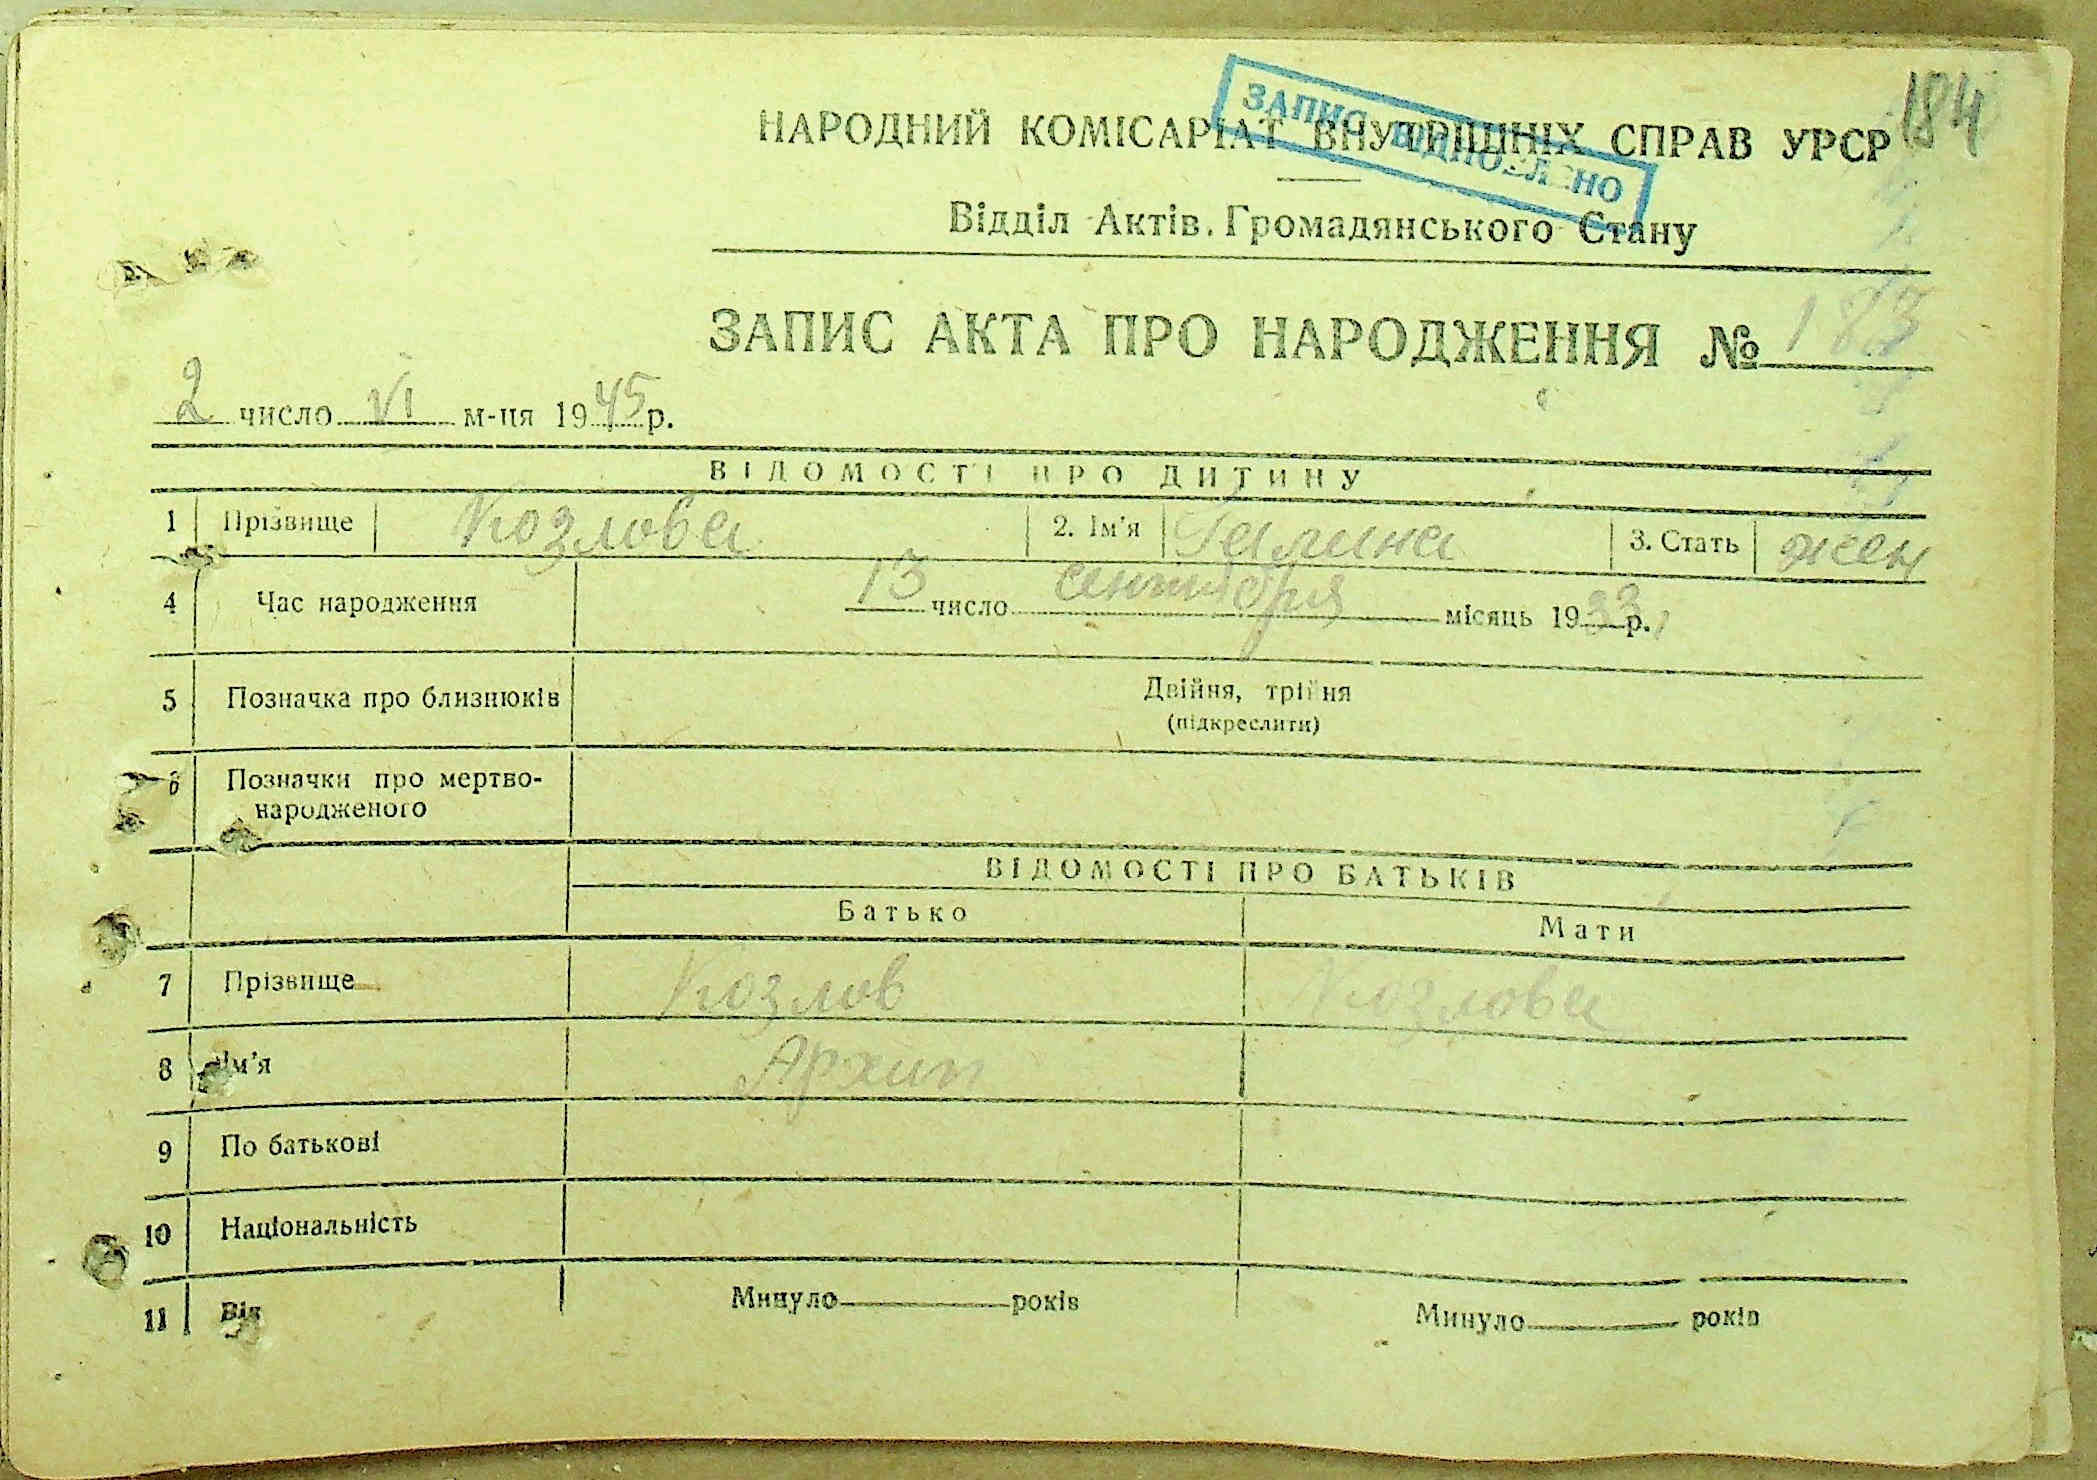 184
ЗАПИС ВІДНОВЛЕНО
НАРОДНИЙ КОМІСАРІАТ ВНУТРІШНІХ СПРАВ УРСР
Відділ Актів Громадянського Стану
ЗАПИС АКТА ПРО НАРОДЖЕННЯ № 183
2 число VI м-ця 1945 р.
ВІДОМОСТІ ПРО ДИТИНУ
1 Прізвище Козлова 2. Ім'я Галина 3. Стать жен
4 Час народження 13 число сентября місяць 1933 р.
5 Позначка про близнюків Двійня, трійня
(підкреслити)
6 Позначки про мертво-
народженого
ВІДОМОСТІ ПРО БАТЬКІВ
Батько Мати
7 Прізвище Козлов Козлова
8 Ім'я Архип
9 По батькові
10 Національність
11 Вік Минуло років Минуло років